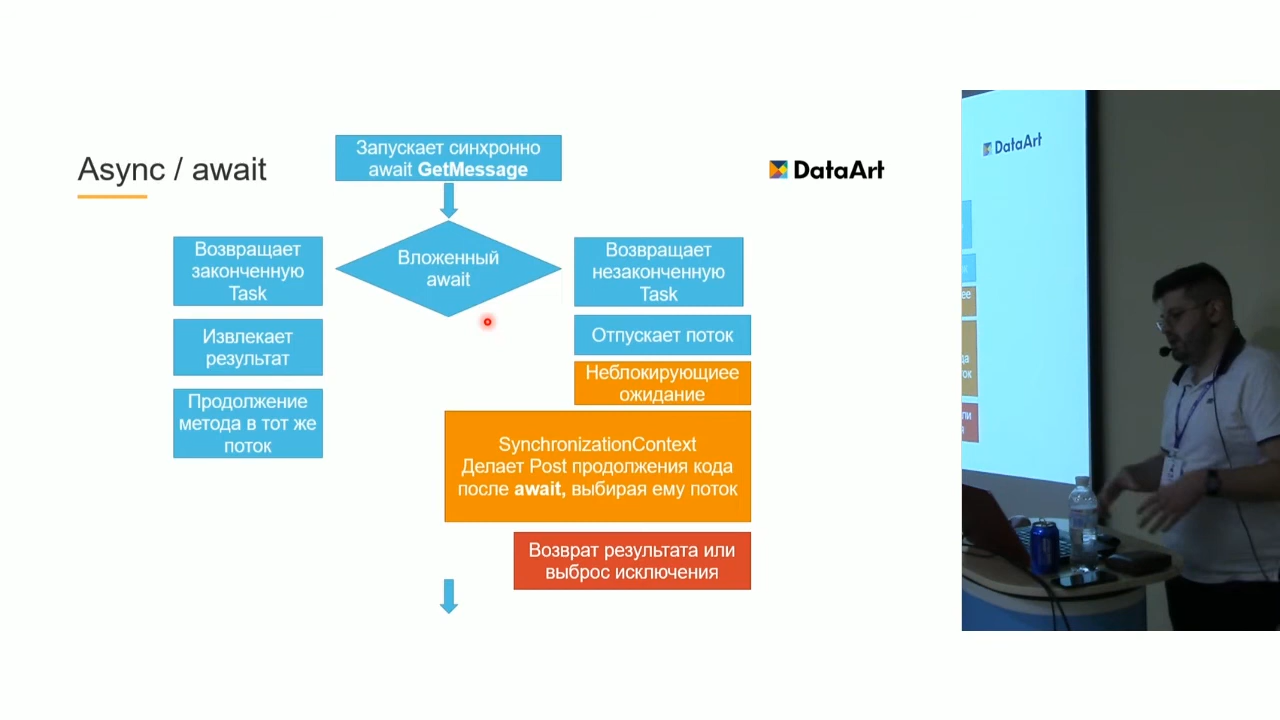 Async / await
Запускает синхронно
await GetMessage
DataArt
DataArt
Вложенный
await
Возвращает
законченную
Task
Извлекает
результат
Продолжение
метода в тот же
поток
Возвращает
незаконченную
Task
Отпускает поток
Неблокирующиее
ожидание
SynchronizationContext
Делает Post продолжения кода
после await, выбирая ему поток
Возврат результата или
выброс исключения